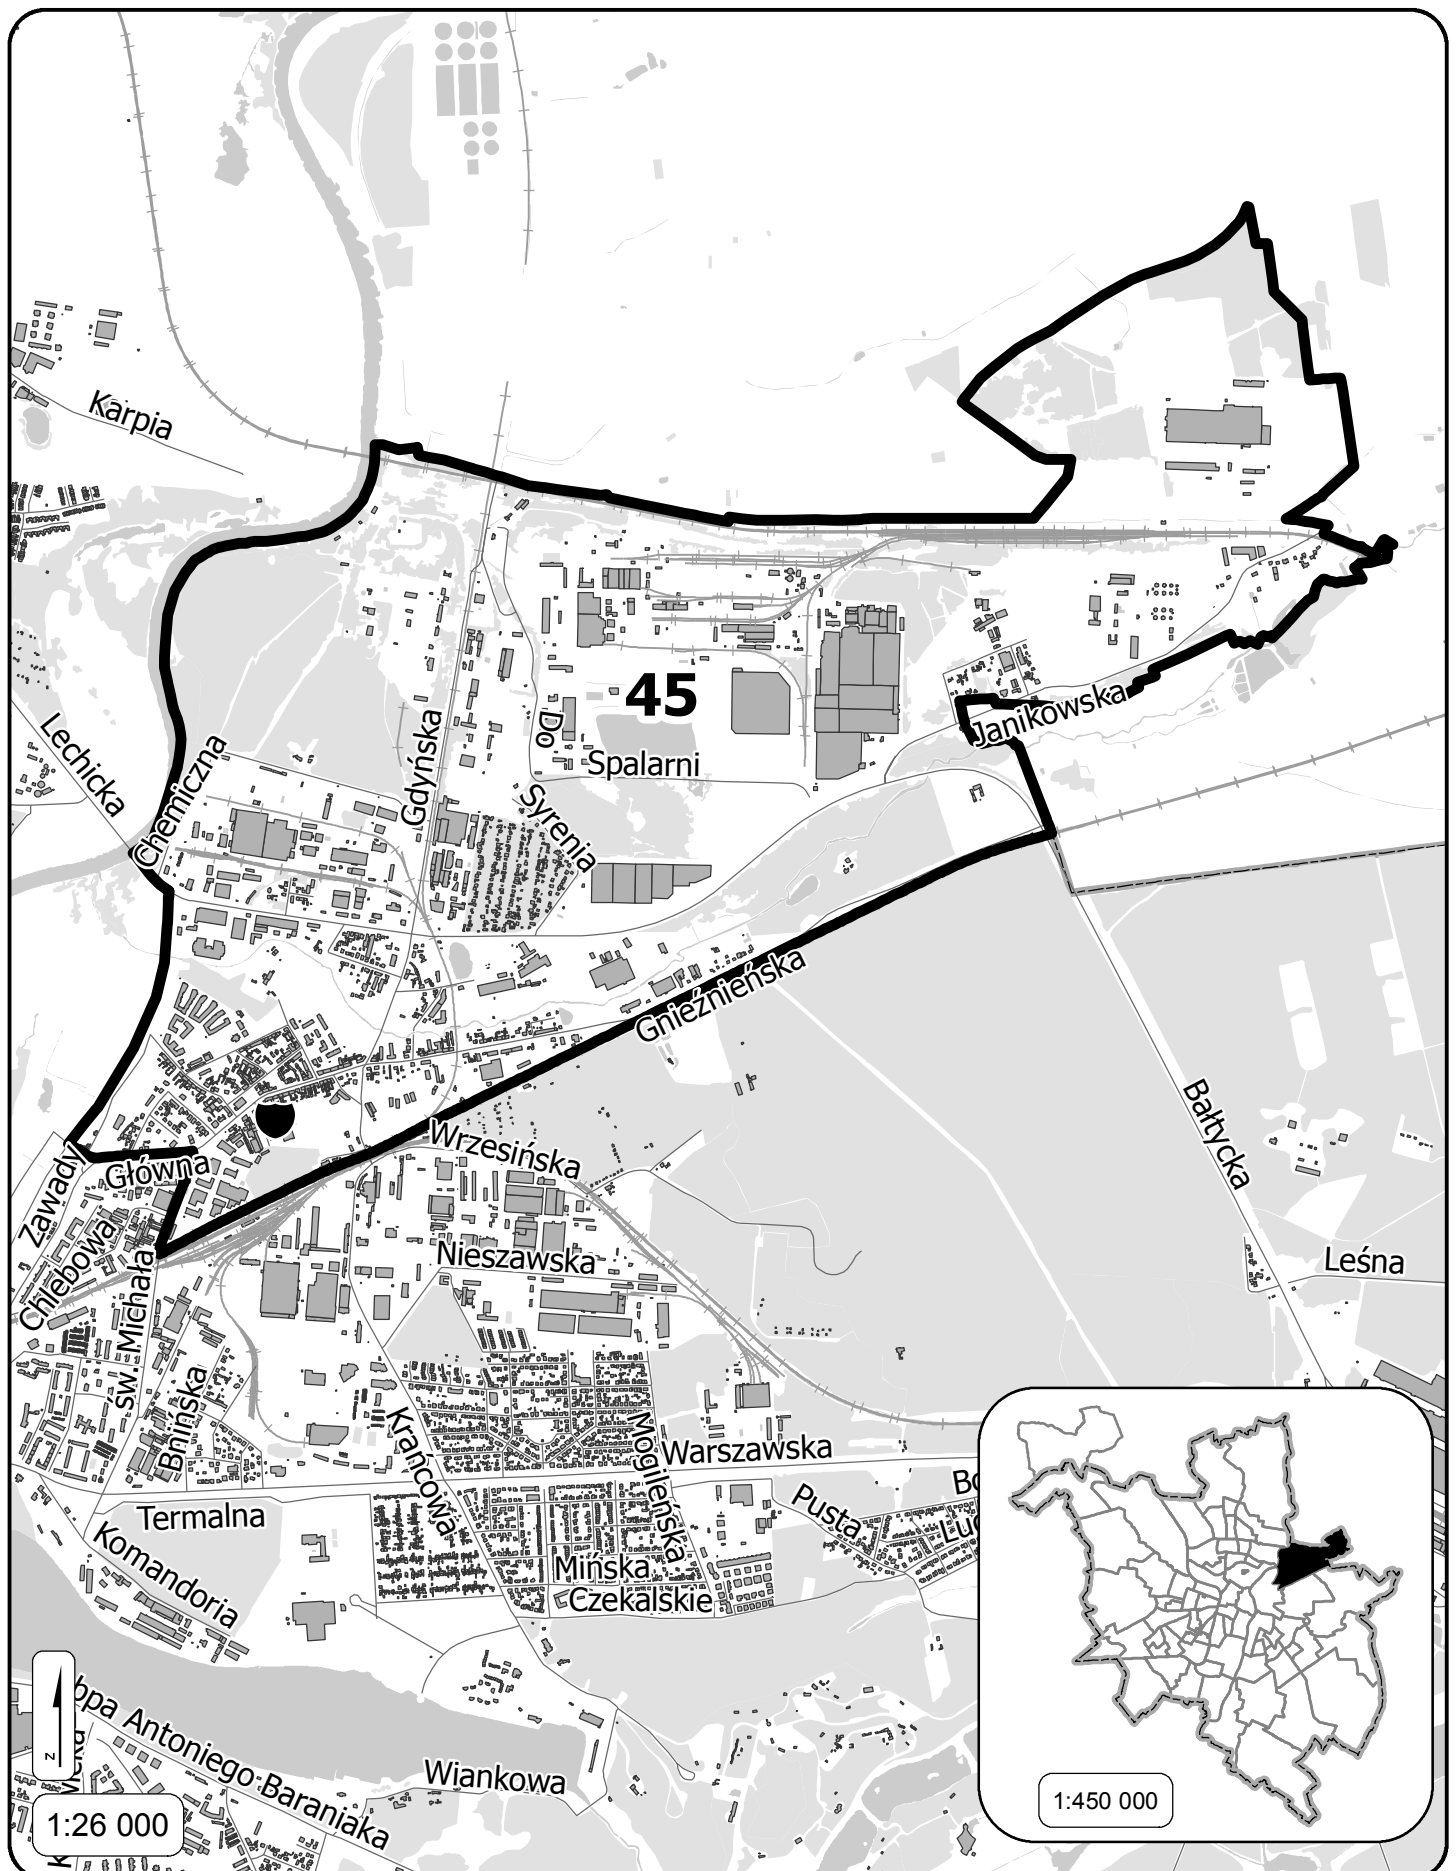 Karpia
Lechicka
Chemiczna
Gdyńska
Do
Spalarni
45
Syrenia
Janikowska
Gnieźnieńska
Wrzesińska
Główna
Zawady
Chlebowa
św. Michała
Bnińska
Nieszawska
Bałtycka
Leśna
Krańcowa
Mogileńska
Warszawska
Pusta
Termalna
Komandoria
Mińska
Czekalskie
bpa Antoniego Baraniaka
Wiankowa
z
1:26 000
1:450 000